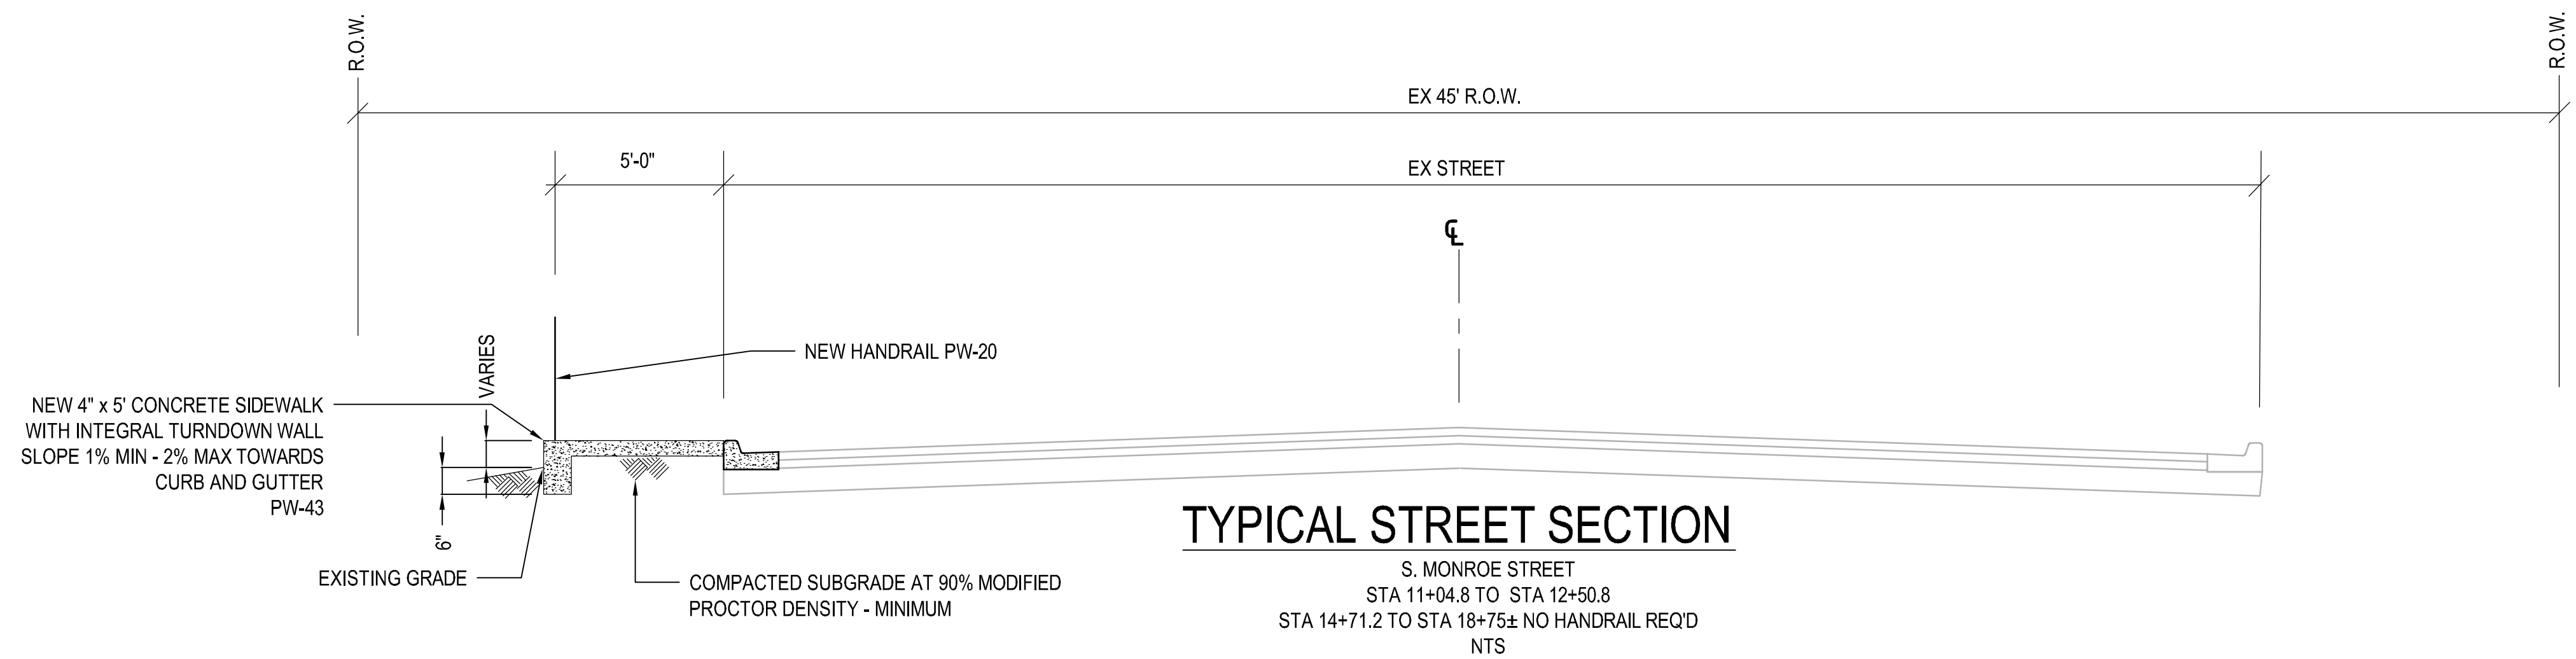 R.O.W.
R.O.W.
EX 45' R.O.W.
5'-0"
EX STREET
℄
VARIES
NEW HANDRAIL PW-20
NEW 4" x 5' CONCRETE SIDEWALK
WITH INTEGRAL TURNDOWN WALL
SLOPE 1% MIN - 2% MAX TOWARDS
CURB AND GUTTER
PW-43
6"
EXISTING GRADE
COMPACTED SUBGRADE AT 90% MODIFIED
PROCTOR DENSITY - MINIMUM
TYPICAL STREET SECTION
S. MONROE STREET
STA 11+04.8 TO STA 12+50.8
STA 14+71.2 TO STA 18+75± NO HANDRAIL REQ'D
NTS